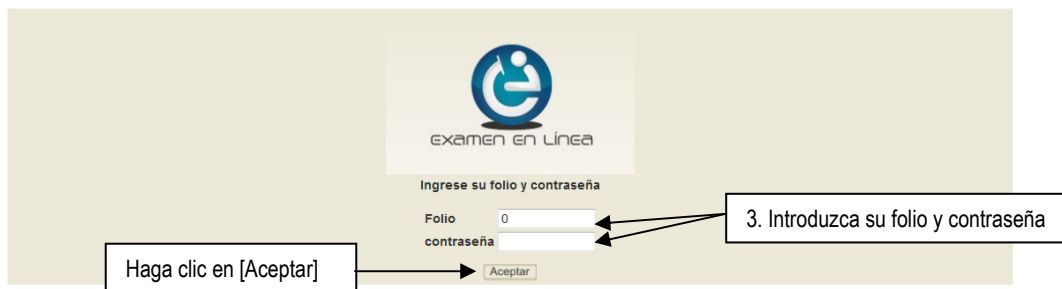 examen en Línea
Ingrese su folio y contraseña
Folio 0
3. Introduzca su folio y contraseña
contraseña
Haga clic en [Aceptar]
Aceptar